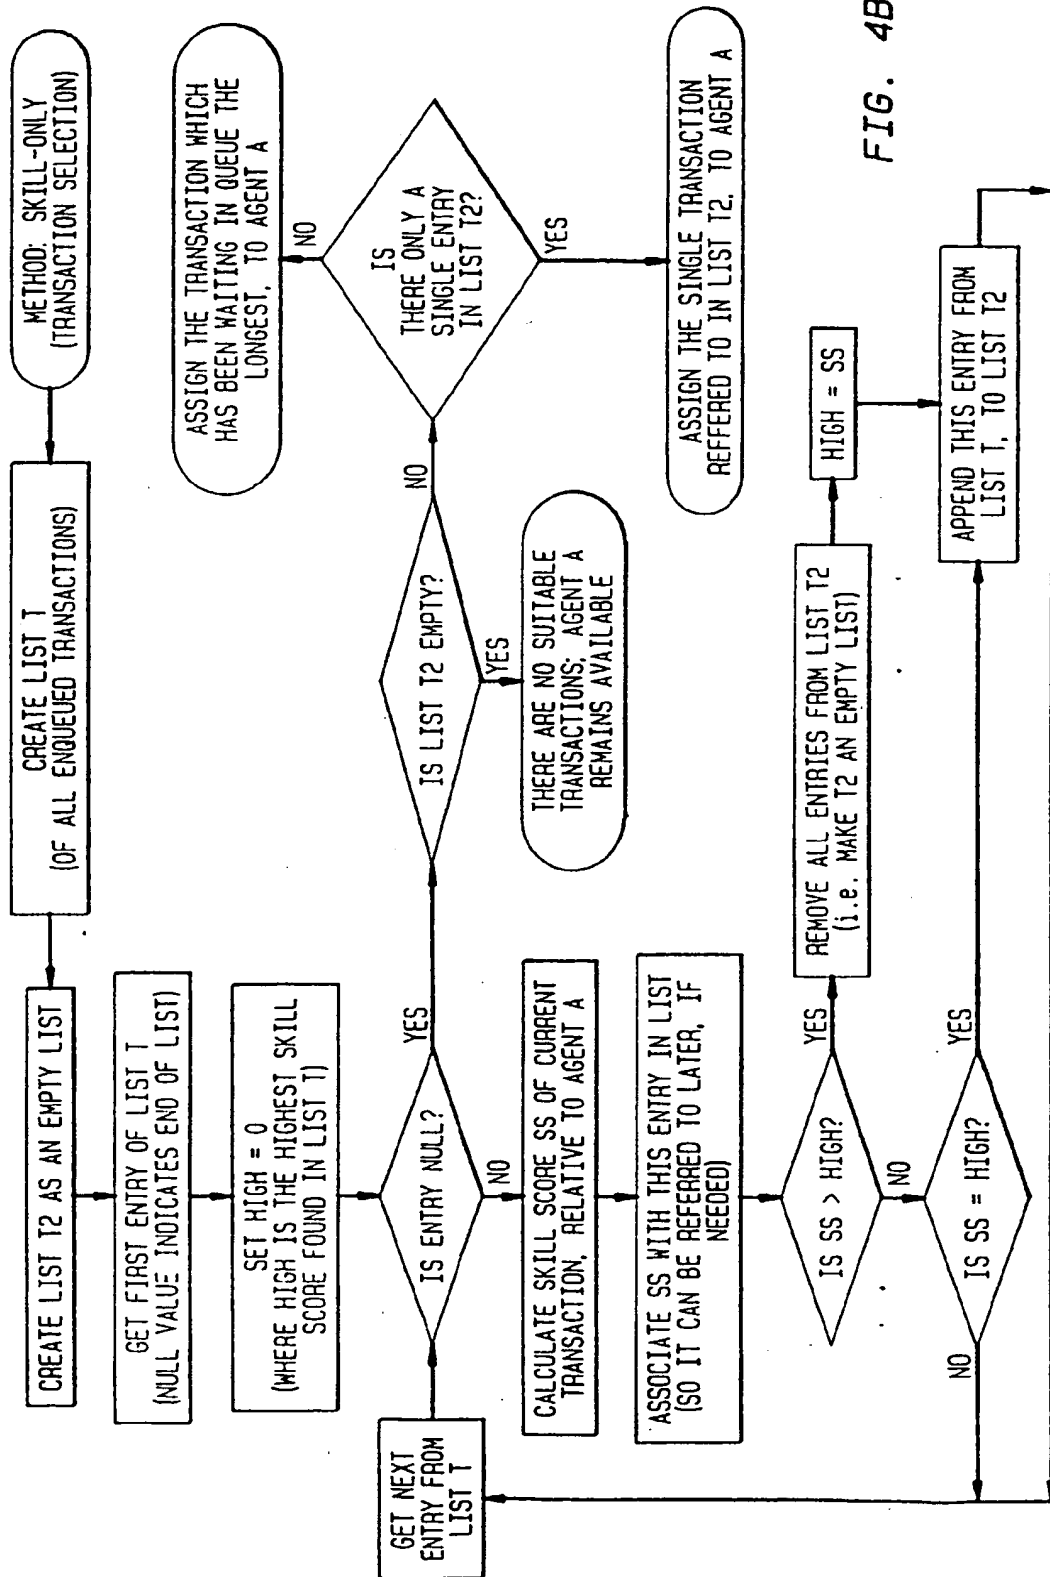 METHOD: SKILL-ONLY
(TRANSACTION SELECTION)
CREATE LIST T
(OF ALL ENQUEUED TRANSACTIONS)
CREATE LIST T2 AS AN EMPTY LIST
GET FIRST ENTRY OF LIST T
(NULL VALUE INDICATES END OF LIST)
SET HIGH = 0
(WHERE HIGH IS THE HIGHEST SKILL
SCORE FOUND IN LIST T)
GET NEXT
ENTRY FROM
LIST T
IS ENTRY NULL?
YES
NO
IS LIST T2 EMPTY?
NO
YES
THERE ARE NO SUITABLE
TRANSACTIONS; AGENT A
REMAINS AVAILABLE
IS
THERE ONLY A
SINGLE ENTRY
IN LIST T2?
NO
YES
ASSIGN THE TRANSACTION WHICH
HAS BEEN WAITING IN QUEUE THE
LONGEST, TO AGENT A
ASSIGN THE SINGLE TRANSACTION
REFFERED TO IN LIST T2, TO AGENT A
CALCULATE SKILL SCORE SS OF CURRENT
TRANSACTION, RELATIVE TO AGENT A
ASSOCIATE SS WITH THIS ENTRY IN LIST
(SO IT CAN BE REFERRED TO LATER, IF
NEEDED)
IS SS > HIGH?
YES
NO
REMOVE ALL ENTRIES FROM LIST T2
(i.e. MAKE T2 AN EMPTY LIST)
HIGH = SS
IS SS = HIGH?
YES
NO
APPEND THIS ENTRY FROM
LIST T, TO LIST T2
FIG. 4B